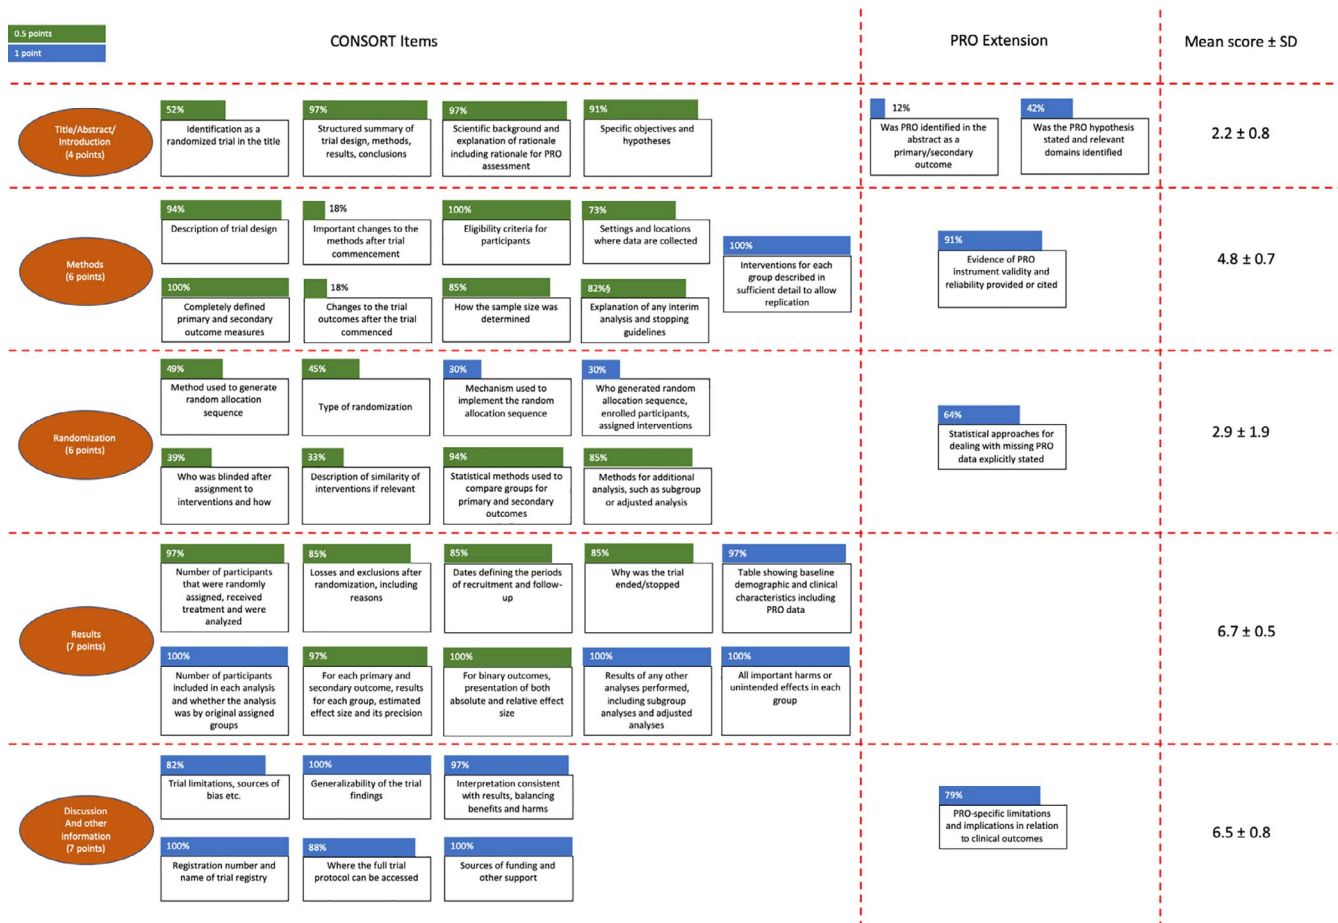 0.5 points
1 point
CONSORT Items
PRO Extension
Mean score ± SD
Title/Abstract/
Introduction
(4 points)
52%
Identification as a
randomized trial in the title
97%
Structured summary of
trial design, methods,
results, conclusions
97%
Scientific background and
explanation of rationale
including rationale for PRO
assessment
91%
Specific objectives and
hypotheses
12%
Was PRO identified in the
abstract as a
primary/secondary
outcome
42%
Was the PRO hypothesis
stated and relevant
domains identified
2.2 ± 0.8
Methods
(6 points)
94%
Description of trial design
18%
Important changes to the
methods after trial
commencement
100%
Eligibility criteria for
participants
73%
Settings and locations
where data are collected
100%
Interventions for each
group described in
sufficient detail to allow
replication
100%
Completely defined
primary and secondary
outcome measures
18%
Changes to the trial
outcomes after the trial
commenced
85%
How the sample size was
determined
82%§
Explanation of any interim
analysis and stopping
guidelines
91%
Evidence of PRO
instrument validity and
reliability provided or cited
4.8 ± 0.7
Randomization
(6 points)
49%
Method used to generate
random allocation
sequence
45%
Type of randomization
30%
Mechanism used to
implement the random
allocation sequence
30%
Who generated random
allocation sequence,
enrolled participants,
assigned interventions
39%
Who was blinded after
assignment to
interventions and how
33%
Description of similarity of
interventions if relevant
94%
Statistical methods used to
compare groups for
primary and secondary
outcomes
85%
Methods for additional
analysis, such as subgroup
or adjusted analysis
64%
Statistical approaches for
dealing with missing PRO
data explicitly stated
2.9 ± 1.9
Results
(7 points)
97%
Number of participants
that were randomly
assigned, received
treatment and were
analyzed
85%
Losses and exclusions after
randomization, including
reasons
85%
Dates defining the periods
of recruitment and follow-
up
85%
Why was the trial
ended/stopped
97%
Table showing baseline
demographic and clinical
characteristics including
PRO data
100%
Number of participants
included in each analysis
and whether the analysis
was by original assigned
groups
97%
For each primary and
secondary outcome, results
for each group, estimated
effect size and its precision
100%
For binary outcomes,
presentation of both
absolute and relative effect
size
100%
Results of any other
analyses performed,
including subgroup
analyses and adjusted
analyses
100%
All important harms or
unintended effects in each
group
6.7 ± 0.5
Discussion
And other
information
(7 points)
82%
Trial limitations, sources of
bias etc.
100%
Generalizability of the trial
findings
97%
Interpretation consistent
with results, balancing
benefits and harms
100%
Registration number and
name of trial registry
88%
Where the full trial
protocol can be accessed
100%
Sources of funding and
other support
79%
PRO-specific limitations
and implications in relation
to clinical outcomes
6.5 ± 0.8